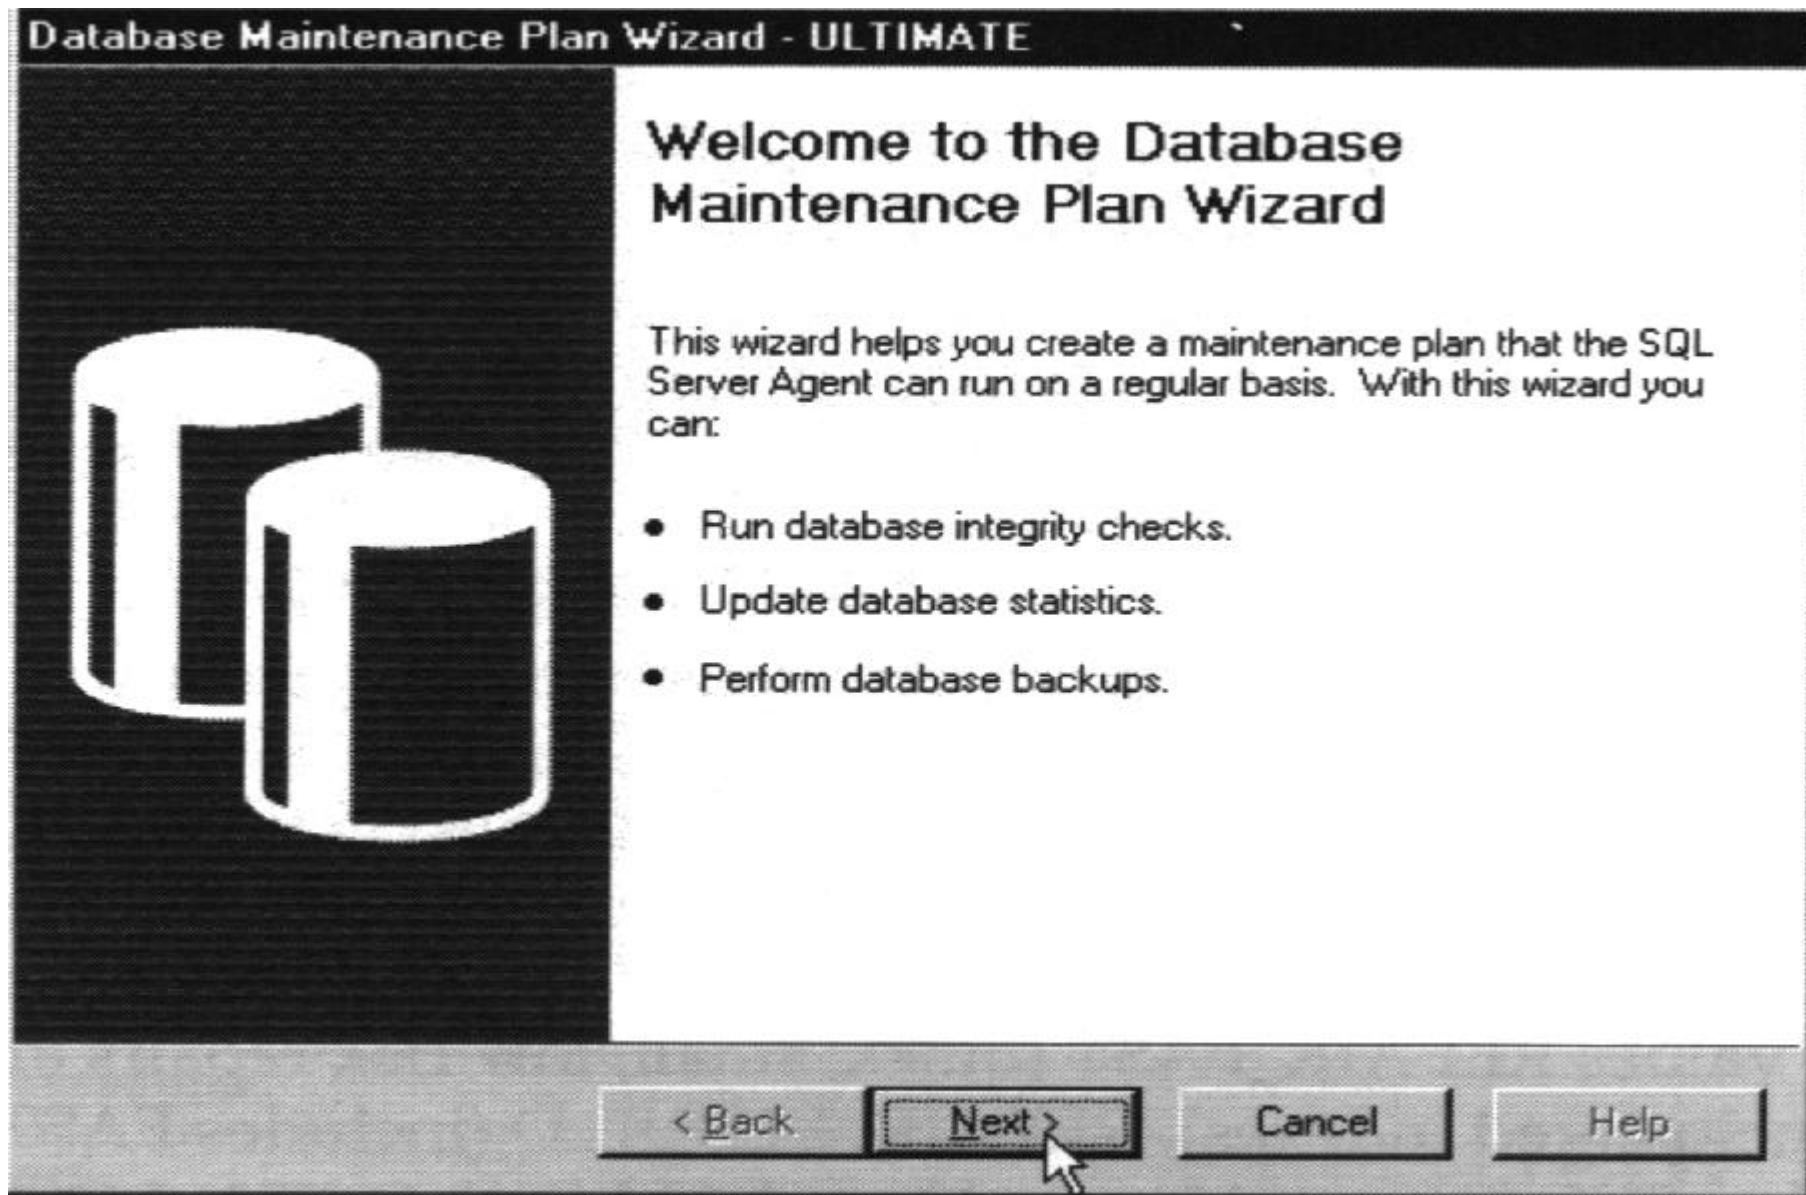 Database Maintenance Plan Wizard - ULTIMATE
Welcome to the Database
Maintenance Plan Wizard
This wizard helps you create a maintenance plan that the SQL
Server Agent can run on a regular basis. With this wizard you
can:
• Run database integrity checks.
• Update database statistics.
• Perform database backups.
< Back
Next >
Cancel
Help